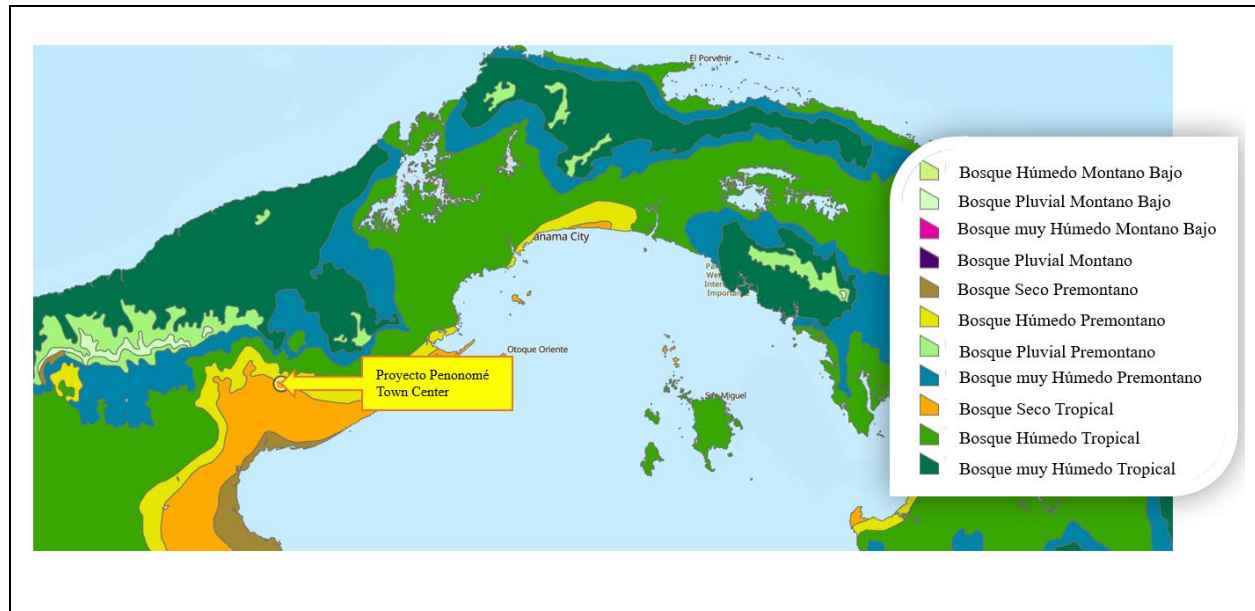 El Porvenir
Bosque Húmedo Montano Bajo
Bosque Pluvial Montano Bajo
Bosque muy Húmedo Montano Bajo
Bosque Pluvial Montano
Bosque Seco Premontano
Bosque Húmedo Premontano
Bosque Pluvial Premontano
Bosque muy Húmedo Premontano
Bosque Seco Tropical
Bosque Húmedo Tropical
Bosque muy Húmedo Tropical
anama City
Otoque Oriente
Proyecto Penonomé
Town Center
Miguel